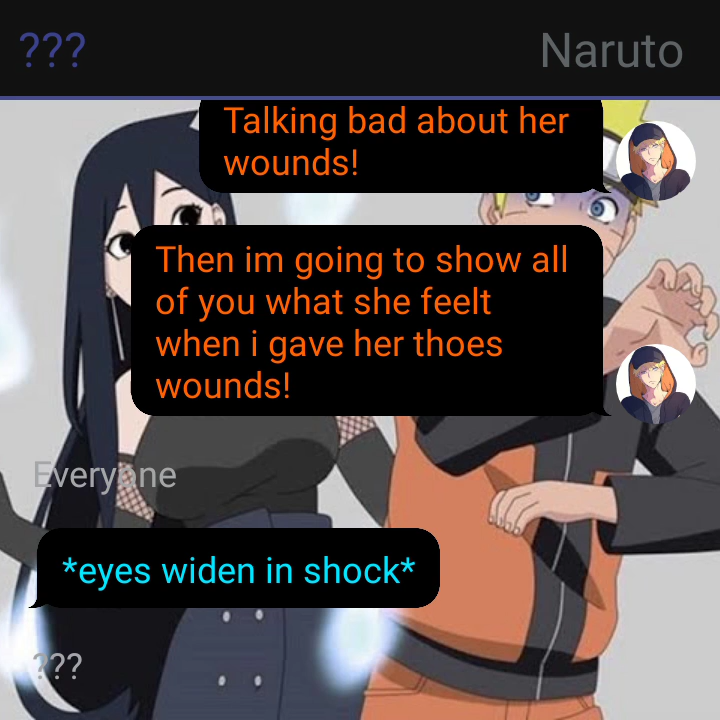 ???
Naruto
Talking bad about her
wounds!
Then im going to show all
of you what she feelt
when i gave her thoes
wounds!
Everyone
*eyes widen in shock*
???